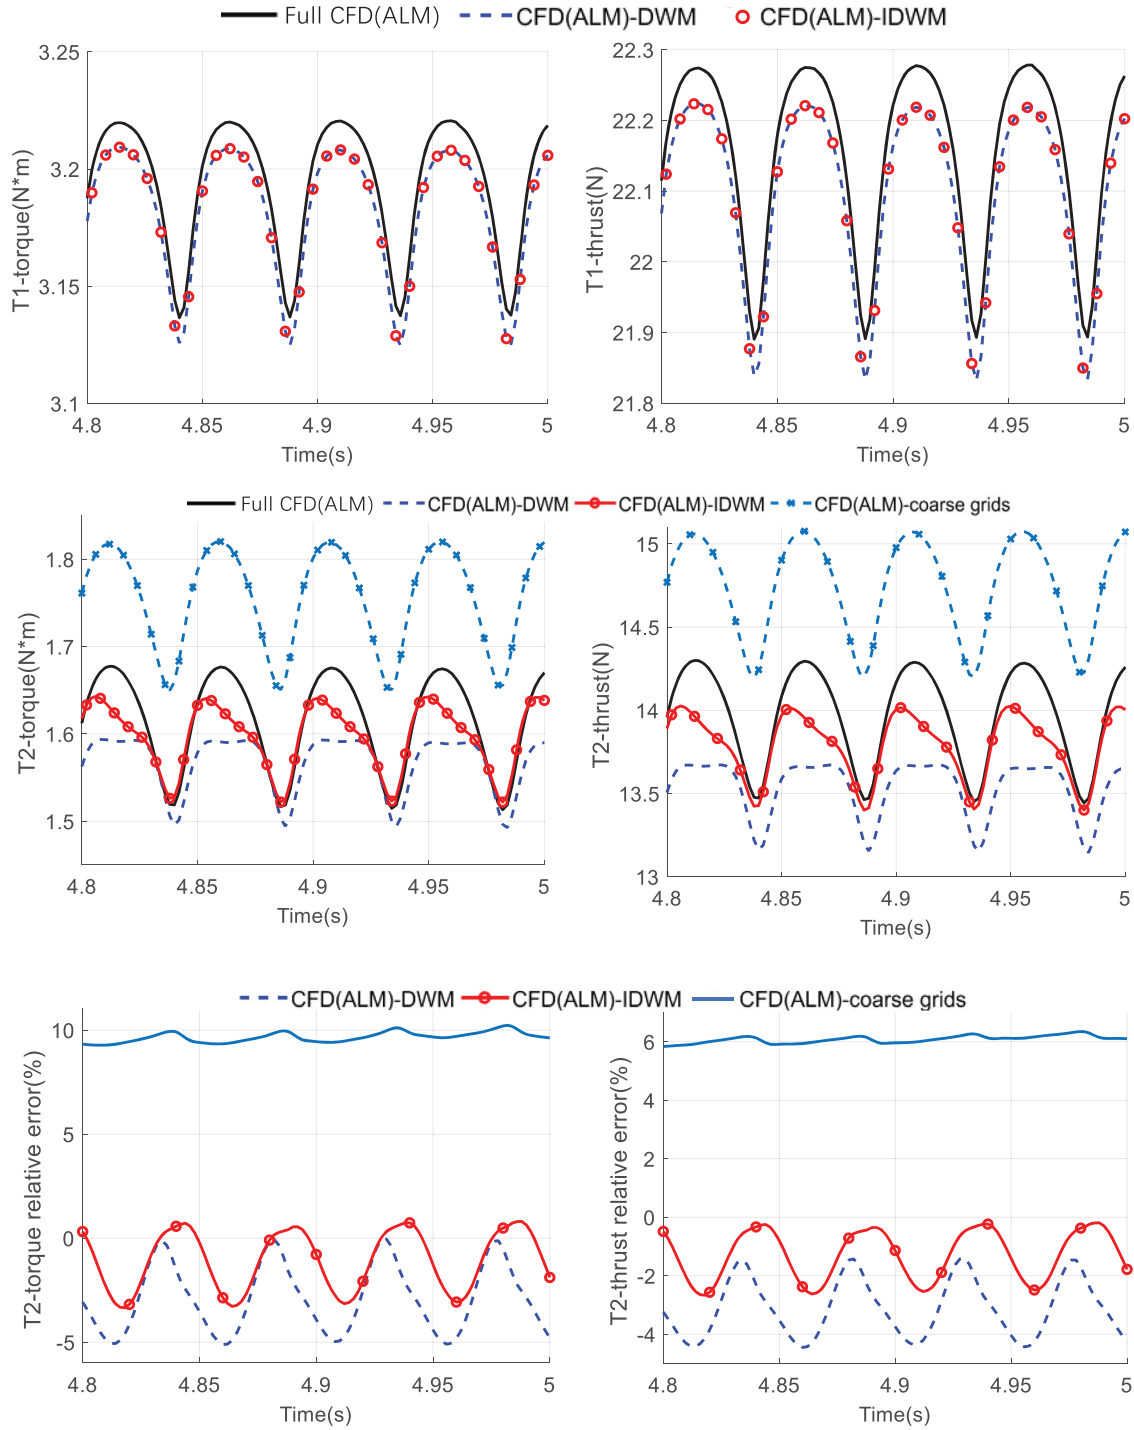 Full CFD(ALM) CFD(ALM)-DWM CFD(ALM)-IDWM
3.25
3.2
3.15
3.1
T1-torque(N*m)
4.8 4.85 4.9 4.95 5
Time(s)
22.3
22.2
22.1
22
21.9
21.8
T1-thrust(N)
4.8 4.85 4.9 4.95 5
Time(s)
Full CFD(ALM) CFD(ALM)-DWM CFD(ALM)-IDWM CFD(ALM)-coarse grids
1.8
1.7
1.6
1.5
T2-torque(N*m)
4.8 4.85 4.9 4.95 5
Time(s)
15
14.5
14
13.5
13
T2-thrust(N)
4.8 4.85 4.9 4.95 5
Time(s)
CFD(ALM)-DWM CFD(ALM)-IDWM CFD(ALM)-coarse grids
10
5
0
-5
T2-torque relative error(%)
4.8 4.85 4.9 4.95 5
Time(s)
6
4
2
0
-2
-4
T2-thrust relative error(%)
4.8 4.85 4.9 4.95 5
Time(s)